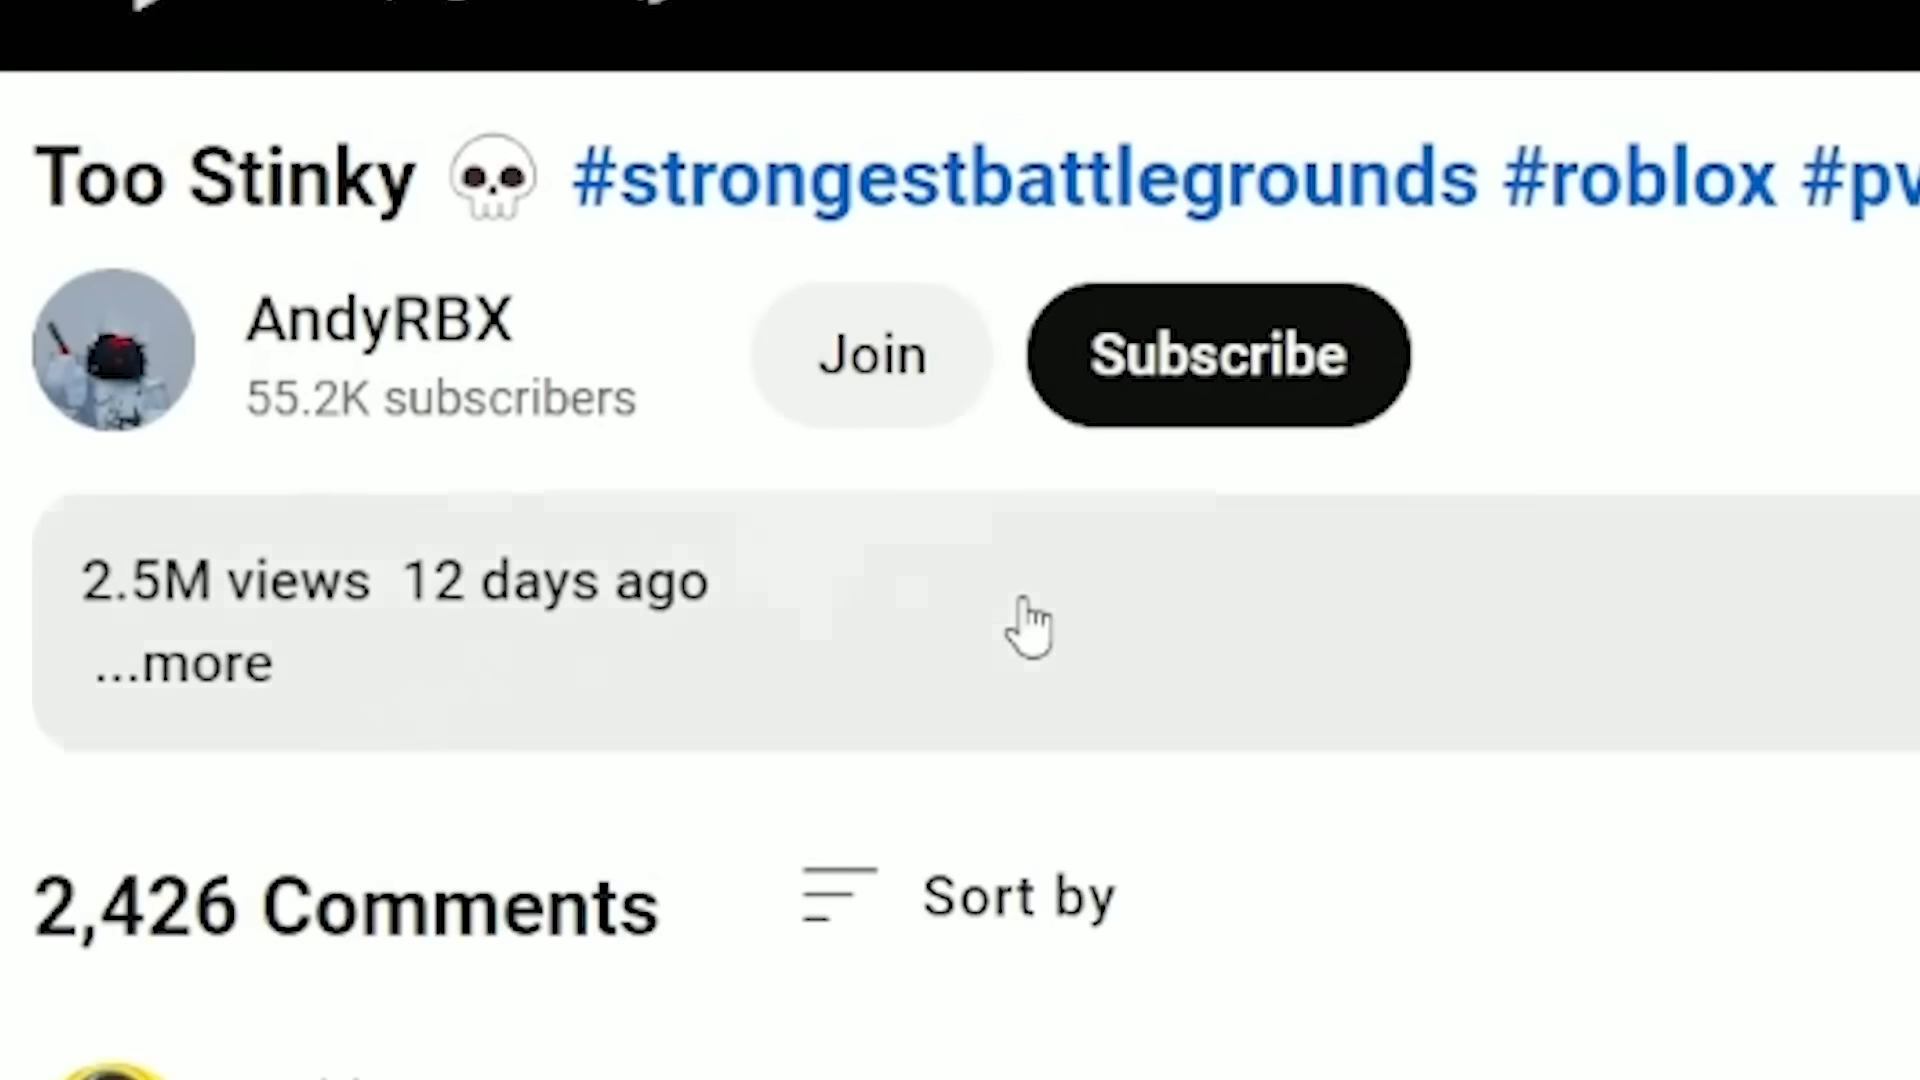 Too Stinky 💀 #strongestbattlegrounds #roblox #pv
AndyRBX
55.2K subscribers
Join
Subscribe
2.5M views 12 days ago
...more
2,426 Comments
Sort by